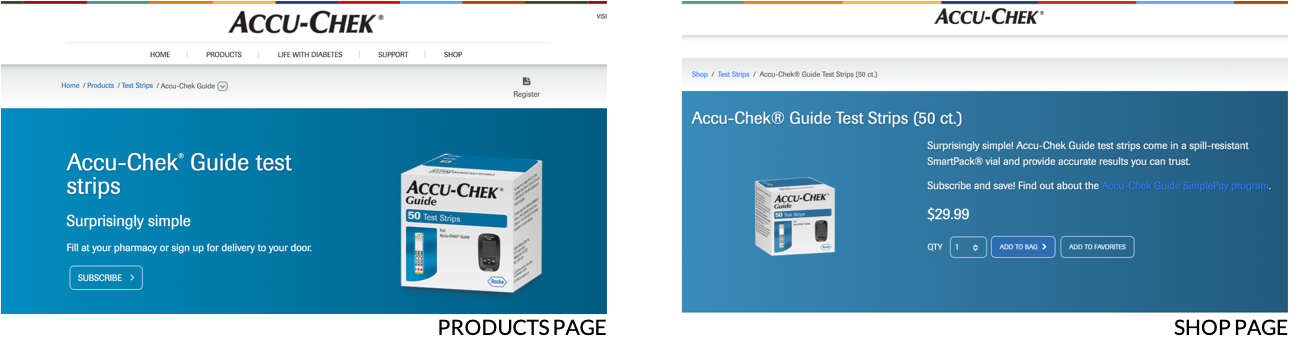 ACCU-CHEK®
VISI
HOME | PRODUCTS | LIFE WITH DIABETES | SUPPORT | SHOP
Home / Products / Test Strips / Accu-Chek Guide
Register
Accu-Chek® Guide test
strips
Surprisingly simple
Fill at your pharmacy or sign up for delivery to your door.
SUBSCRIBE >
ACCU-CHEK®
Guide
50 Test Strips
For:
Accu-Chek® Guide
Roche
PRODUCTS PAGE
ACCU-CHEK®
Shop / Test Strips / Accu-Chek® Guide Test Strips (50 ct.)
Accu-Chek® Guide Test Strips (50 ct.)
Surprisingly simple! Accu-Chek Guide test strips come in a spill-resistant
SmartPack® vial and provide accurate results you can trust.
Subscribe and save! Find out about the Accu-Chek Guide SimplePay program.
$29.99
QTY 1 ADD TO BAG > ADD TO FAVORITES
ACCU-CHEK®
Guide
50 Test Strips
Roche
SHOP PAGE